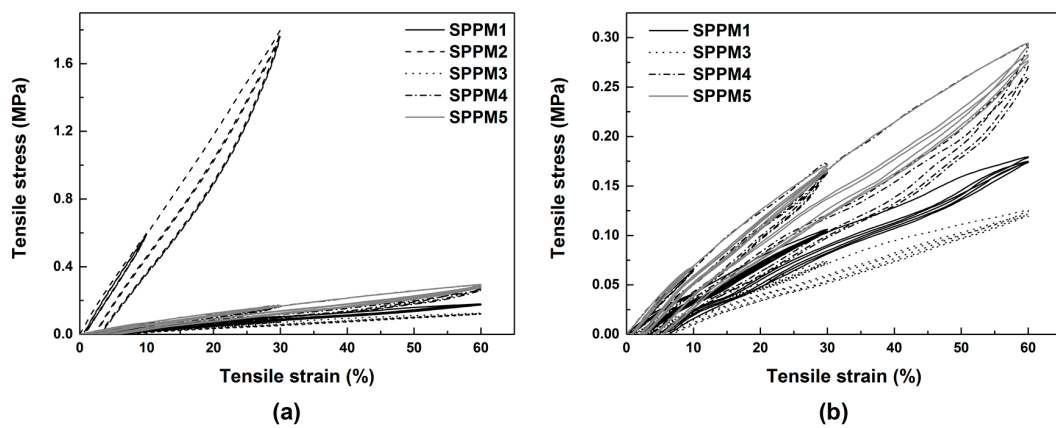 Tensile stress (MPa)
1.6
1.2
0.8
0.4
0.0
0
10
20
30
40
50
60
Tensile strain (%)
SPPM1
SPPM2
SPPM3
SPPM4
SPPM5
(a)
Tensile stress (MPa)
0.30
0.25
0.20
0.15
0.10
0.05
0.00
0
10
20
30
40
50
60
Tensile strain (%)
SPPM1
SPPM3
SPPM4
SPPM5
(b)